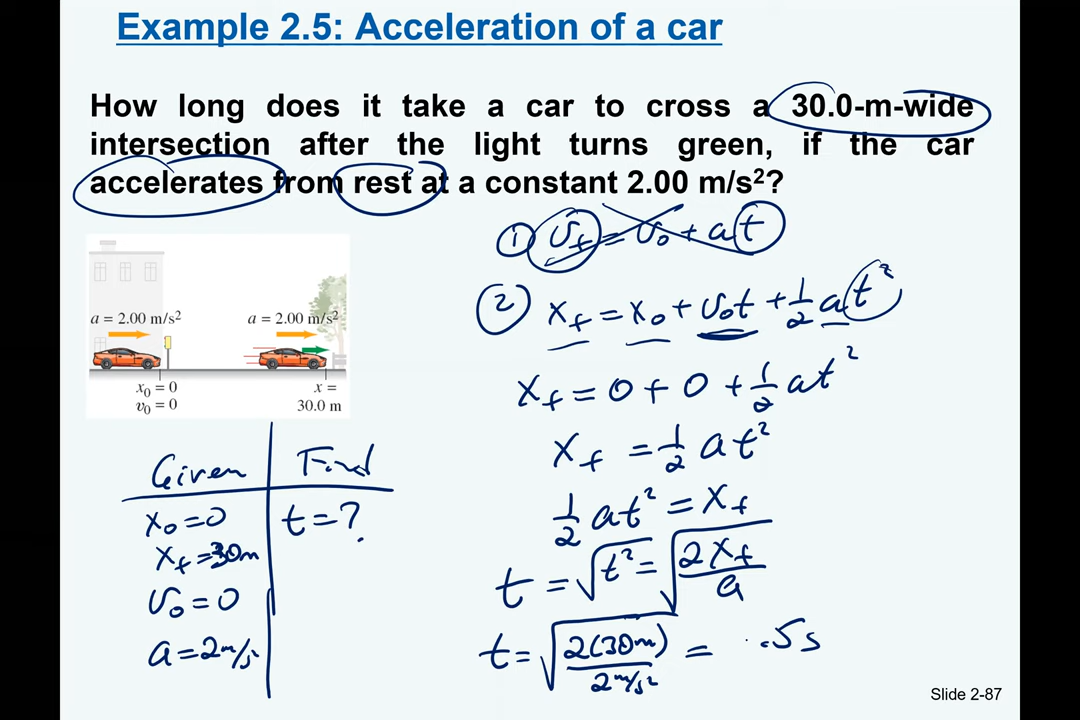 Example 2.5: Acceleration of a car
How long does it take a car to cross a 30.0-m-wide
intersection after the light turns green, if the car
accelerates from rest at a constant 2.00 m/s²?
① v_f = v₀ + at
② x_f = x₀ + v₀t + ½at²
a = 2.00 m/s² a = 2.00 m/s²
x₀ = 0 x =
v₀ = 0 30.0 m
x_f = 0 + 0 + ½at²
x_f = ½at²
½at² = x_f
t = √t² = √(2x_f/a)
t = √(2(30m)/2m/s²) = .5s
Given Find
x₀=0 t=?
x_f=30m
v₀=0
a=2m/s²
Slide 2-87